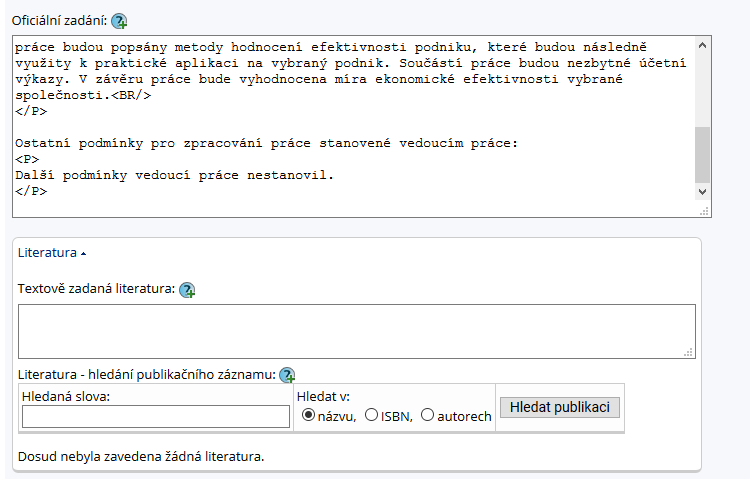 Oficiální zadání:
práce budou popsány metody hodnocení efektivnosti podniku, které budou následně
využity k praktické aplikaci na vybraný podnik. Součástí práce budou nezbytné účetní
výkazy. V závěru práce bude vyhodnocena míra ekonomické efektivnosti vybrané
společnosti.<BR/>
</P>
Ostatní podmínky pro zpracování práce stanovené vedoucím práce:
<P>
Další podmínky vedoucí práce nestanovil.
</P>
Literatura
Textově zadaná literatura:
Literatura - hledání publikačního záznamu:
Hledaná slova:
Hledat v:
názvu, ISBN, autorech
Hledat publikaci
Dosud nebyla zavedena žádná literatura.